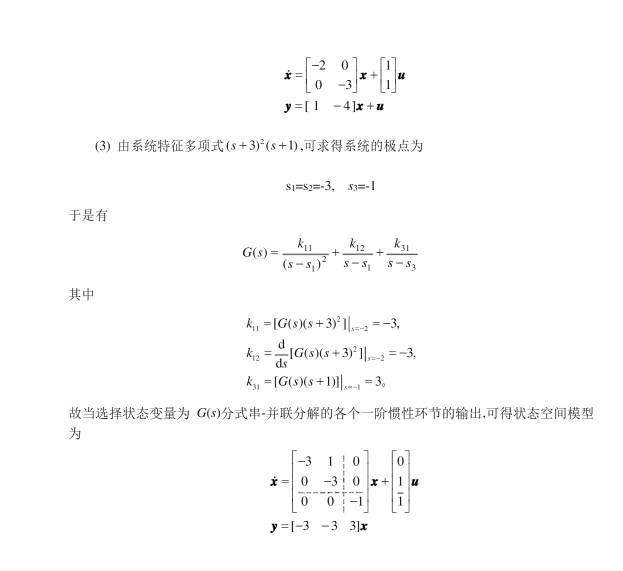 ẋ = [−2 0; 0 −3] x + [1; 1] u
y = [ 1 − 4] x + u
(3) 由系统特征多项式 (s + 3)²(s + 1) ,可求得系统的极点为
s₁=s₂=-3, s₃=-1
于是有
G(s) = k₁₁/(s − s₁)² + k₁₂/(s − s₁) + k₃₁/(s − s₃)
其中
k₁₁ = [G(s)(s + 3)²]|ₛ₌₋₂ = −3,
k₁₂ = d/ds [G(s)(s + 3)²]|ₛ₌₋₂ = −3,
k₃₁ = [G(s)(s + 1)]|ₛ₌₋₁ = 3。
故当选择状态变量为 G(s)分式串-并联分解的各个一阶惯性环节的输出,可得状态空间模型
为
ẋ = [−3 1 0; 0 −3 0; 0 0 −1] x + [0; 1; 1] u
y = [−3 − 3 3]x